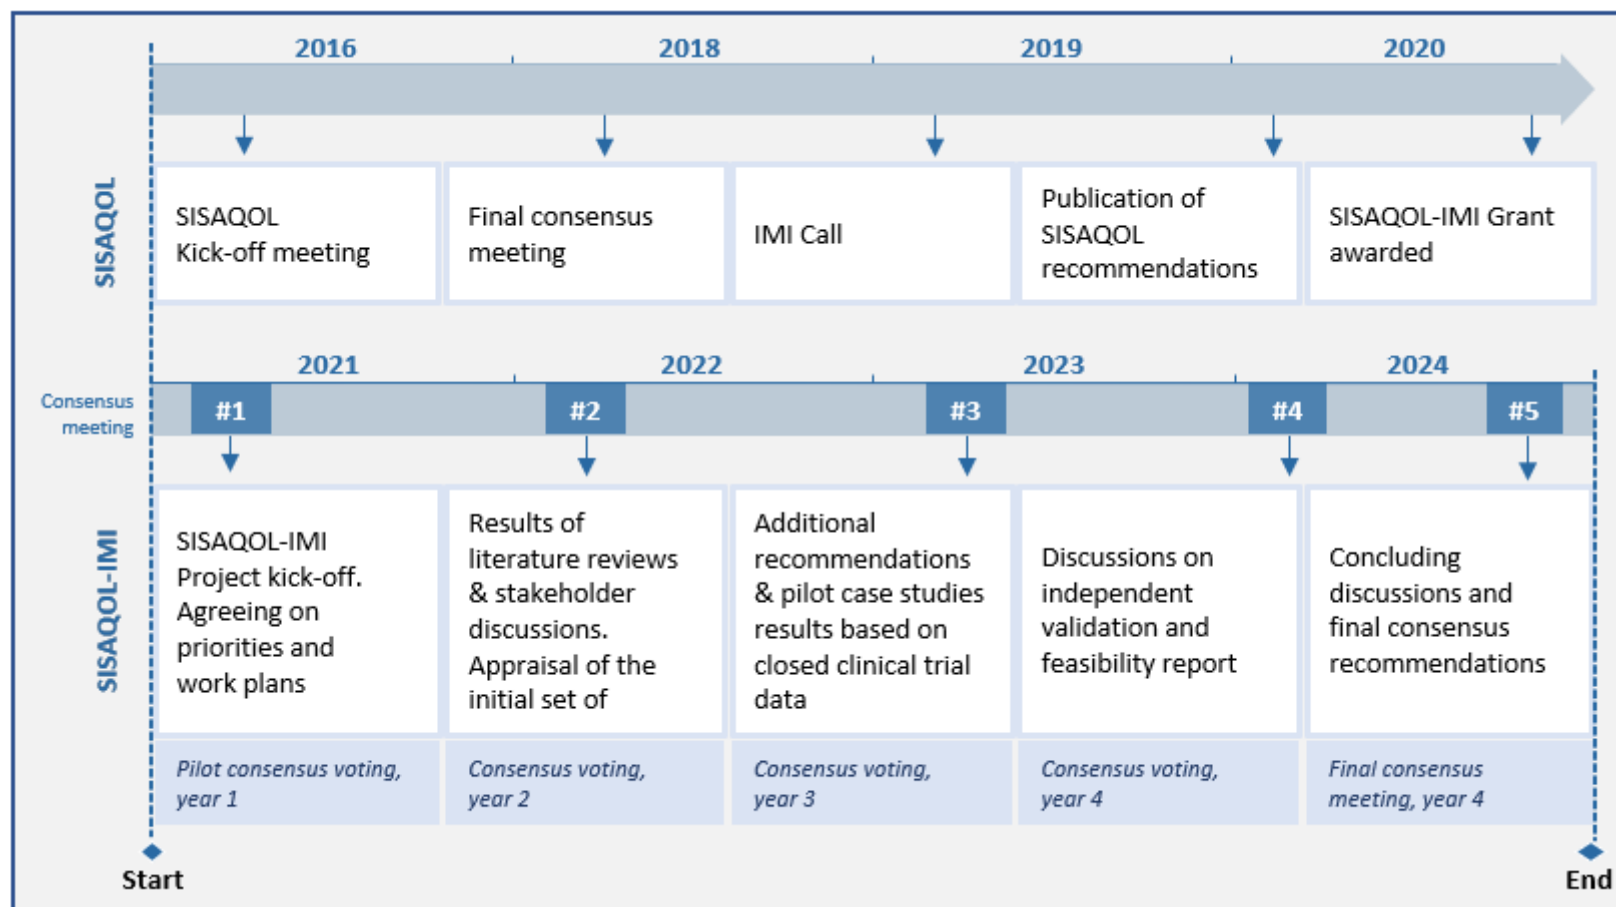 2016
2018
2019
2020
SISAQOL
SISAQOL
Kick-off meeting
Final consensus
meeting
IMI Call
Publication of
SISAQOL
recommendations
SISAQOL-IMI Grant
awarded
2021
2022
2023
2024
Consensus
meeting
#1
#2
#3
#4
#5
SISAQOL-IMI
SISAQOL-IMI
Project kick-off.
Agreeing on
priorities and
work plans
Results of
literature reviews
& stakeholder
discussions.
Appraisal of the
initial set of
Additional
recommendations
& pilot case studies
results based on
closed clinical trial
data
Discussions on
independent
validation and
feasibility report
Concluding
discussions and
final consensus
recommendations
Pilot consensus voting,
year 1
Consensus voting,
year 2
Consensus voting,
year 3
Consensus voting,
year 4
Final consensus
meeting, year 4
Start
End